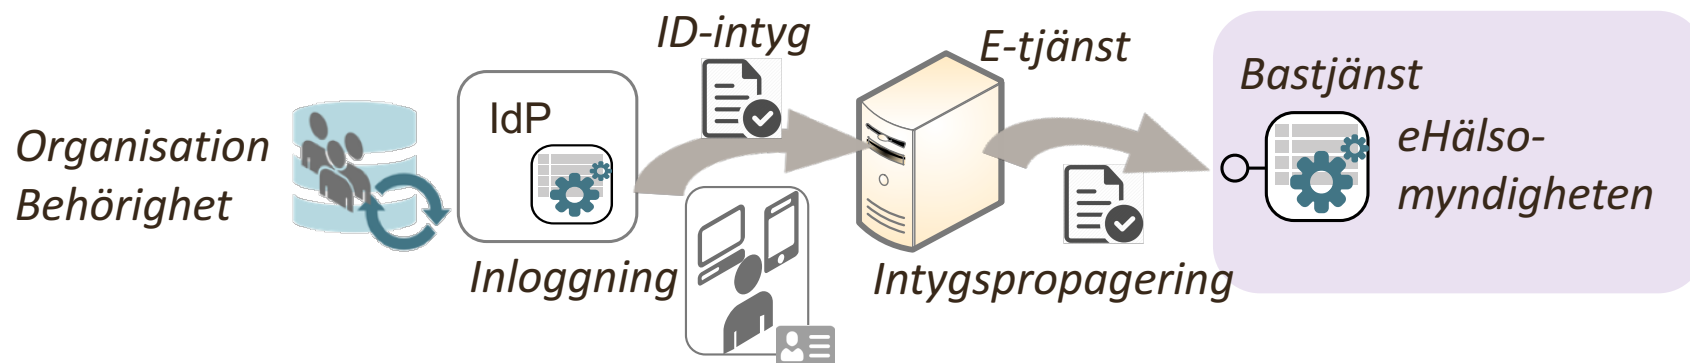 Organisation
Behörighet
IdP
Inloggning
ID-intyg
E-tjänst
Intygspropagering
Bastjänst
eHälso-
myndigheten